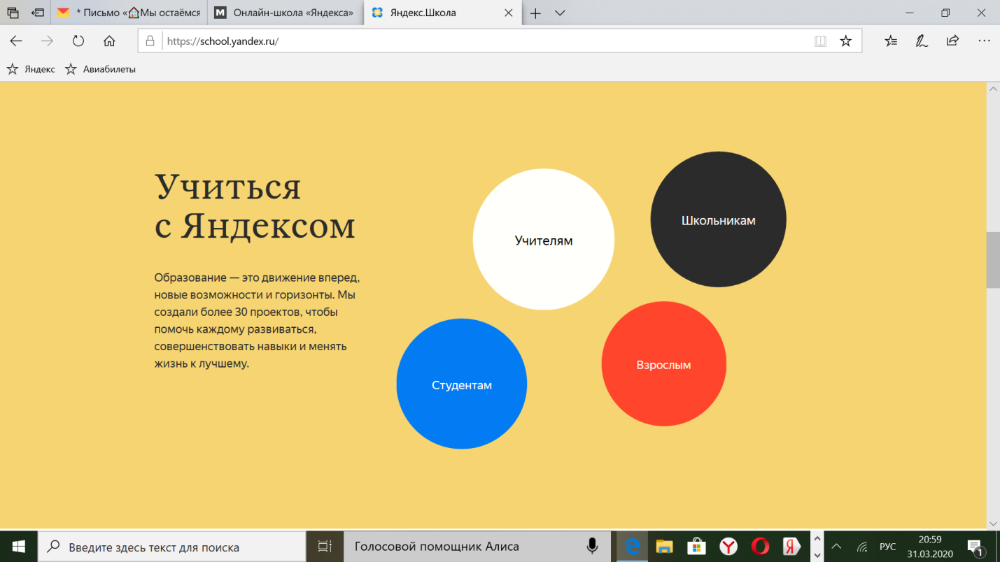 * Письмо «🏠Мы остаёмся
Онлайн-школа «Яндекса»
Яндекс.Школа
https://school.yandex.ru/
Яндекс
Авиабилеты
Учиться
с Яндексом
Образование — это движение вперед,
новые возможности и горизонты. Мы
создали более 30 проектов, чтобы
помочь каждому развиваться,
совершенствовать навыки и менять
жизнь к лучшему.
Учителям
Школьникам
Студентам
Взрослым
Введите здесь текст для поиска
Голосовой помощник Алиса
РУС
20:59
31.03.2020
1